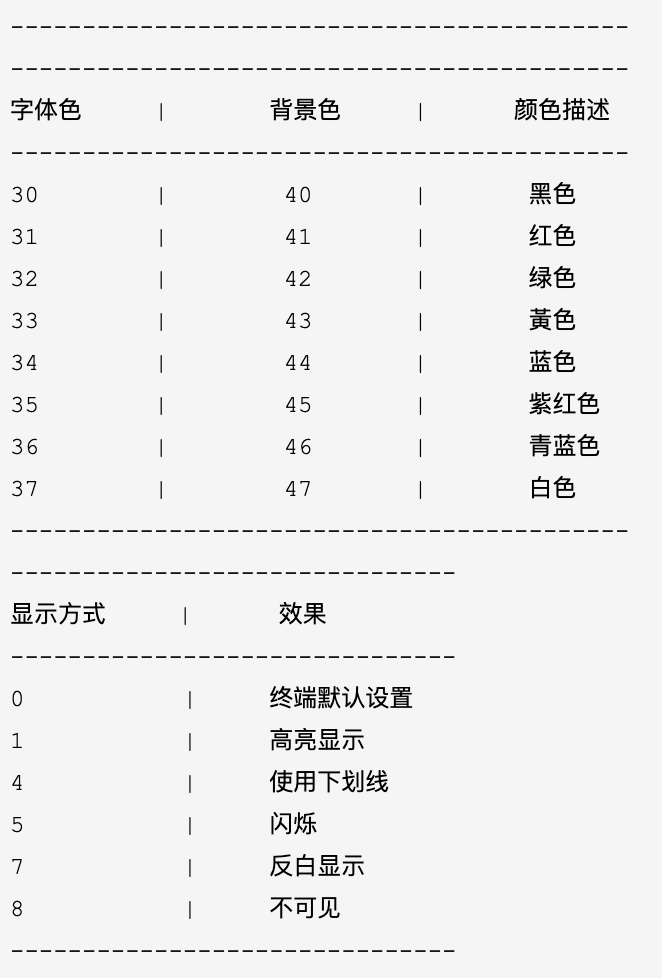 -------------------------------------------
-------------------------------------------
字体色 | 背景色 | 颜色描述
-------------------------------------------
30 | 40 | 黑色
31 | 41 | 红色
32 | 42 | 绿色
33 | 43 | 黃色
34 | 44 | 蓝色
35 | 45 | 紫红色
36 | 46 | 青蓝色
37 | 47 | 白色
-------------------------------------------
-------------------------------
显示方式 | 效果
-------------------------------
0 | 终端默认设置
1 | 高亮显示
4 | 使用下划线
5 | 闪烁
7 | 反白显示
8 | 不可见
-------------------------------